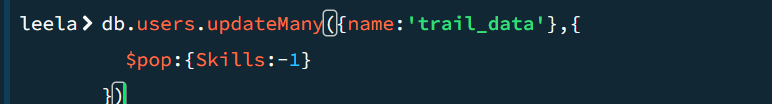 leela> db.users.updateMany({name:'trail_data'},{
$pop:{Skills:-1}
})